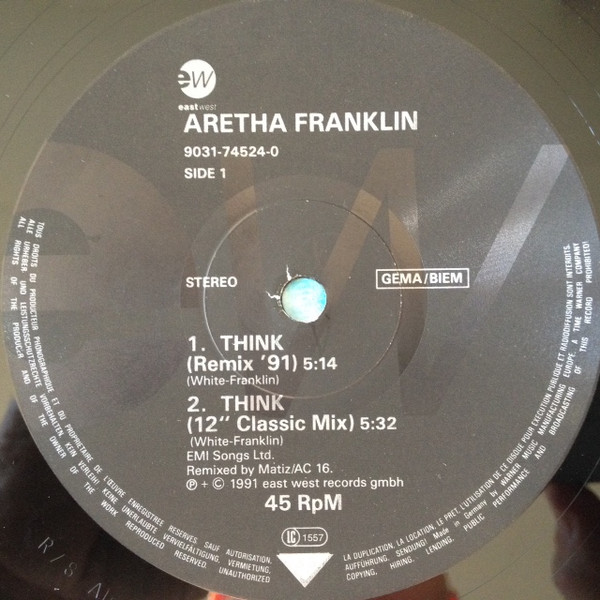 ew
eastwest
ARETHA FRANKLIN
9031-74524-0
SIDE 1
STEREO
GEMA/BIEM
1. THINK
(Remix '91) 5:14
(White-Franklin)
2. THINK
(12" Classic Mix) 5:32
(White-Franklin)
EMI Songs Ltd.
Remixed by Matiz/AC 16.
℗ + © 1991 east west records gmbh
45 RpM
LC 1557
TOUS DROITS DU PRODUCTEUR PHONOGRAPHIQUE ET DU PROPRIETAIRE DE L'ŒUVRE ENREGISTREE RESERVES. SAUF AUTORISATION, LA DUPLICATION, LA LOCATION, LE PRET, L'UTILISATION DE CE DISQUE POUR EXECUTION PUBLIQUE ET RADIODIFFUSION SONT INTERDITS.
ALLE URHEBER- UND LEISTUNGSSCHUTZRECHTE VORBEHALTEN. KEIN VERLEIH! KEINE UNERLAUBTE VERVIELFÄLTIGUNG, VERMIETUNG, AUFFÜHRUNG, SENDUNG! Made in Germany by WARNER MUSIC MANUFACTURING EUROPE. A TIME WARNER COMPANY
ALL RIGHTS OF THE PRODUCER AND OF THE OWNER OF THE WORK REPRODUCED RESERVED. UNAUTHORIZED COPYING, HIRING, LENDING, PUBLIC PERFORMANCE AND BROADCASTING OF THIS RECORD PROHIBITED!